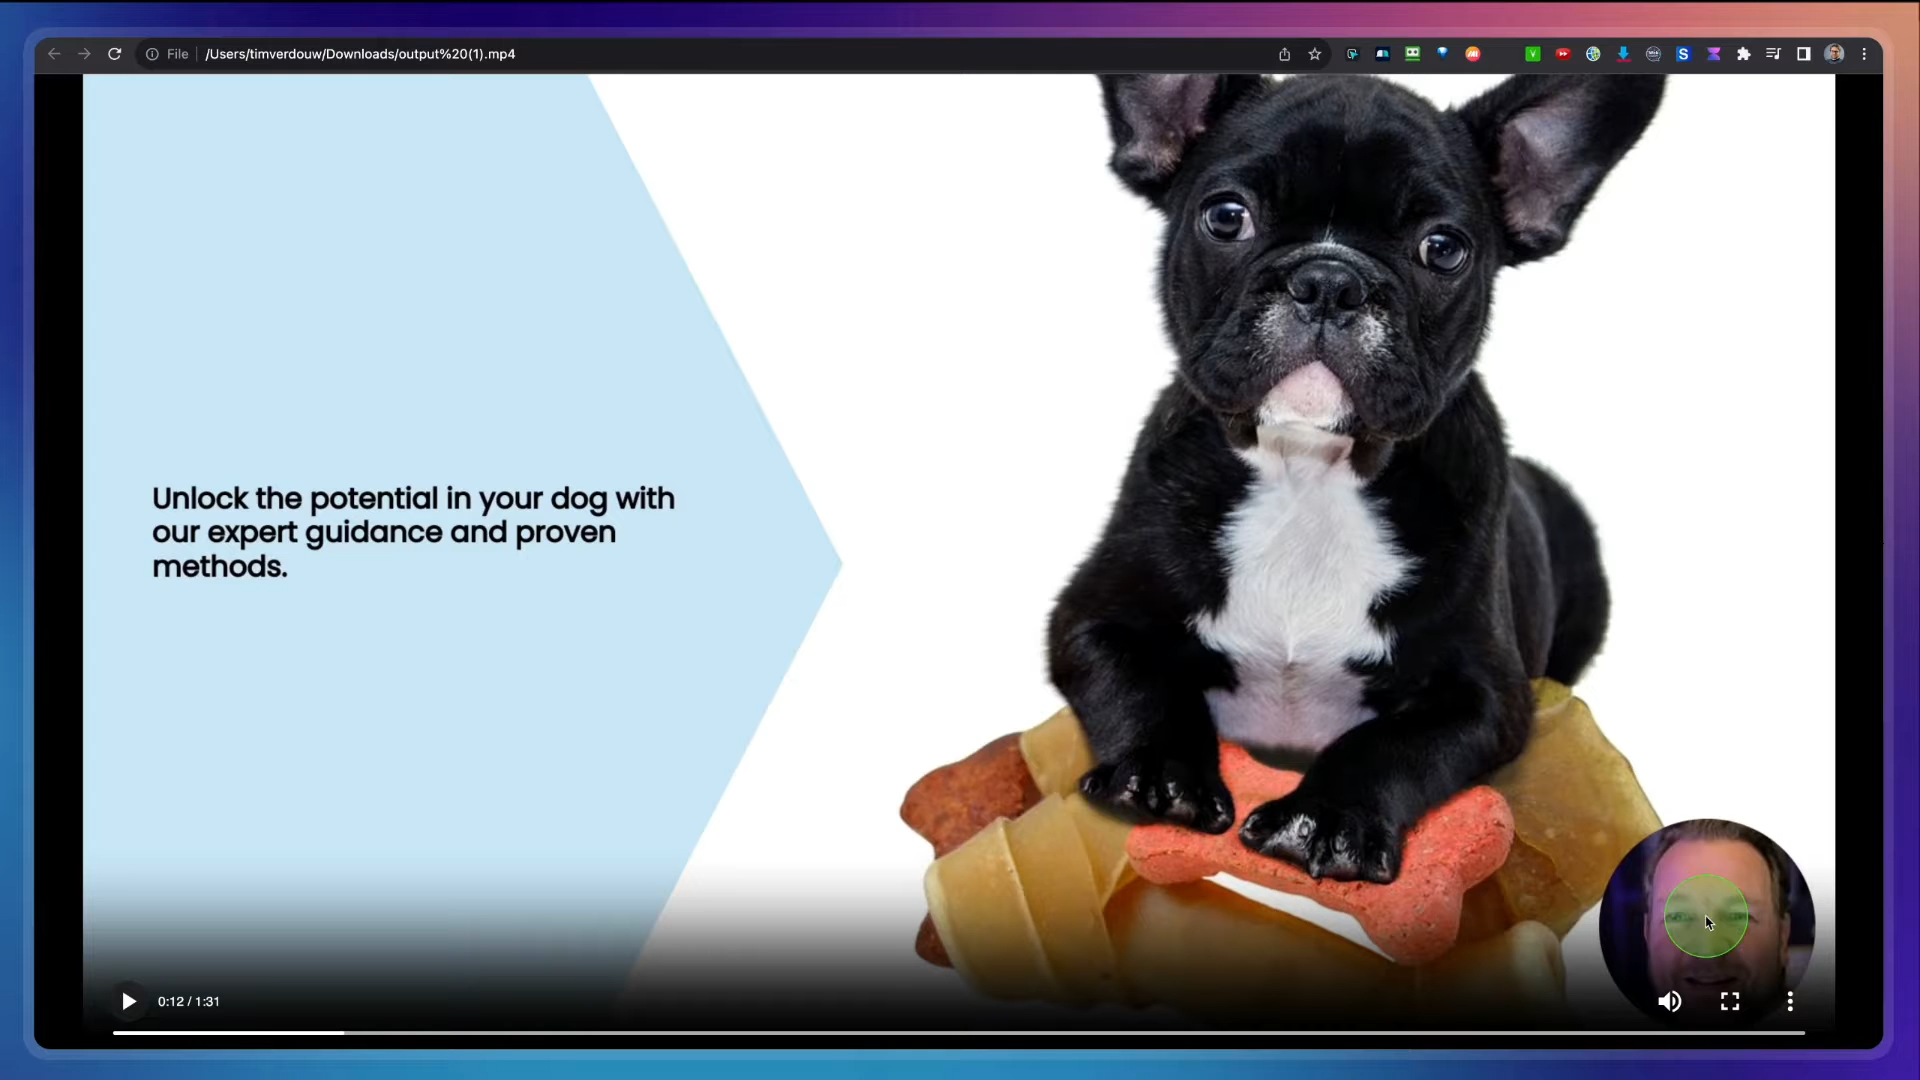 File
/Users/timverdouw/Downloads/output%20(1).mp4
Unlock the potential in your dog with
our expert guidance and proven
methods.
0:12 / 1:31